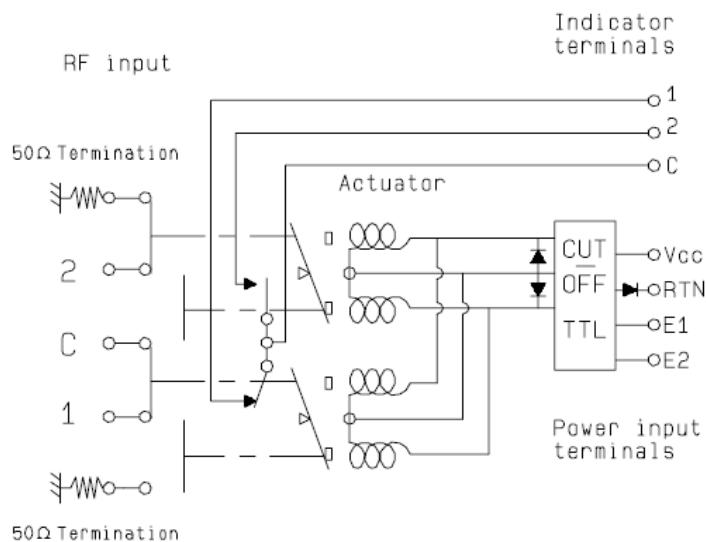 Indicator
terminals
RF input
1
2
C
50Ω Termination
Actuator
2
C
1
CUT
OFF
TTL
Vcc
RTN
E1
E2
Power input
terminals
50Ω Termination